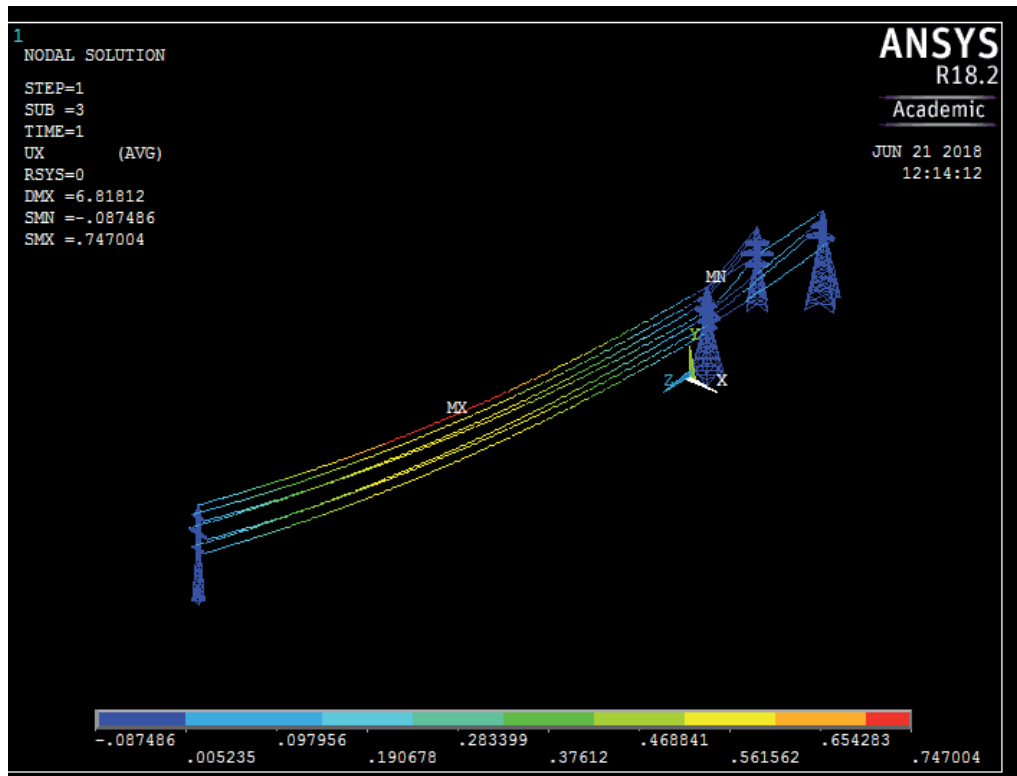 1
NODAL SOLUTION
STEP=1
SUB =3
TIME=1
UX (AVG)
RSYS=0
DMX =6.81812
SMN =-.087486
SMX =.747004
ANSYS
R18.2
Academic
JUN 21 2018
12:14:12
MN
Y
Z X
MX
-.087486 .097956 .283399 .468841 .654283
.005235 .190678 .37612 .561562 .747004